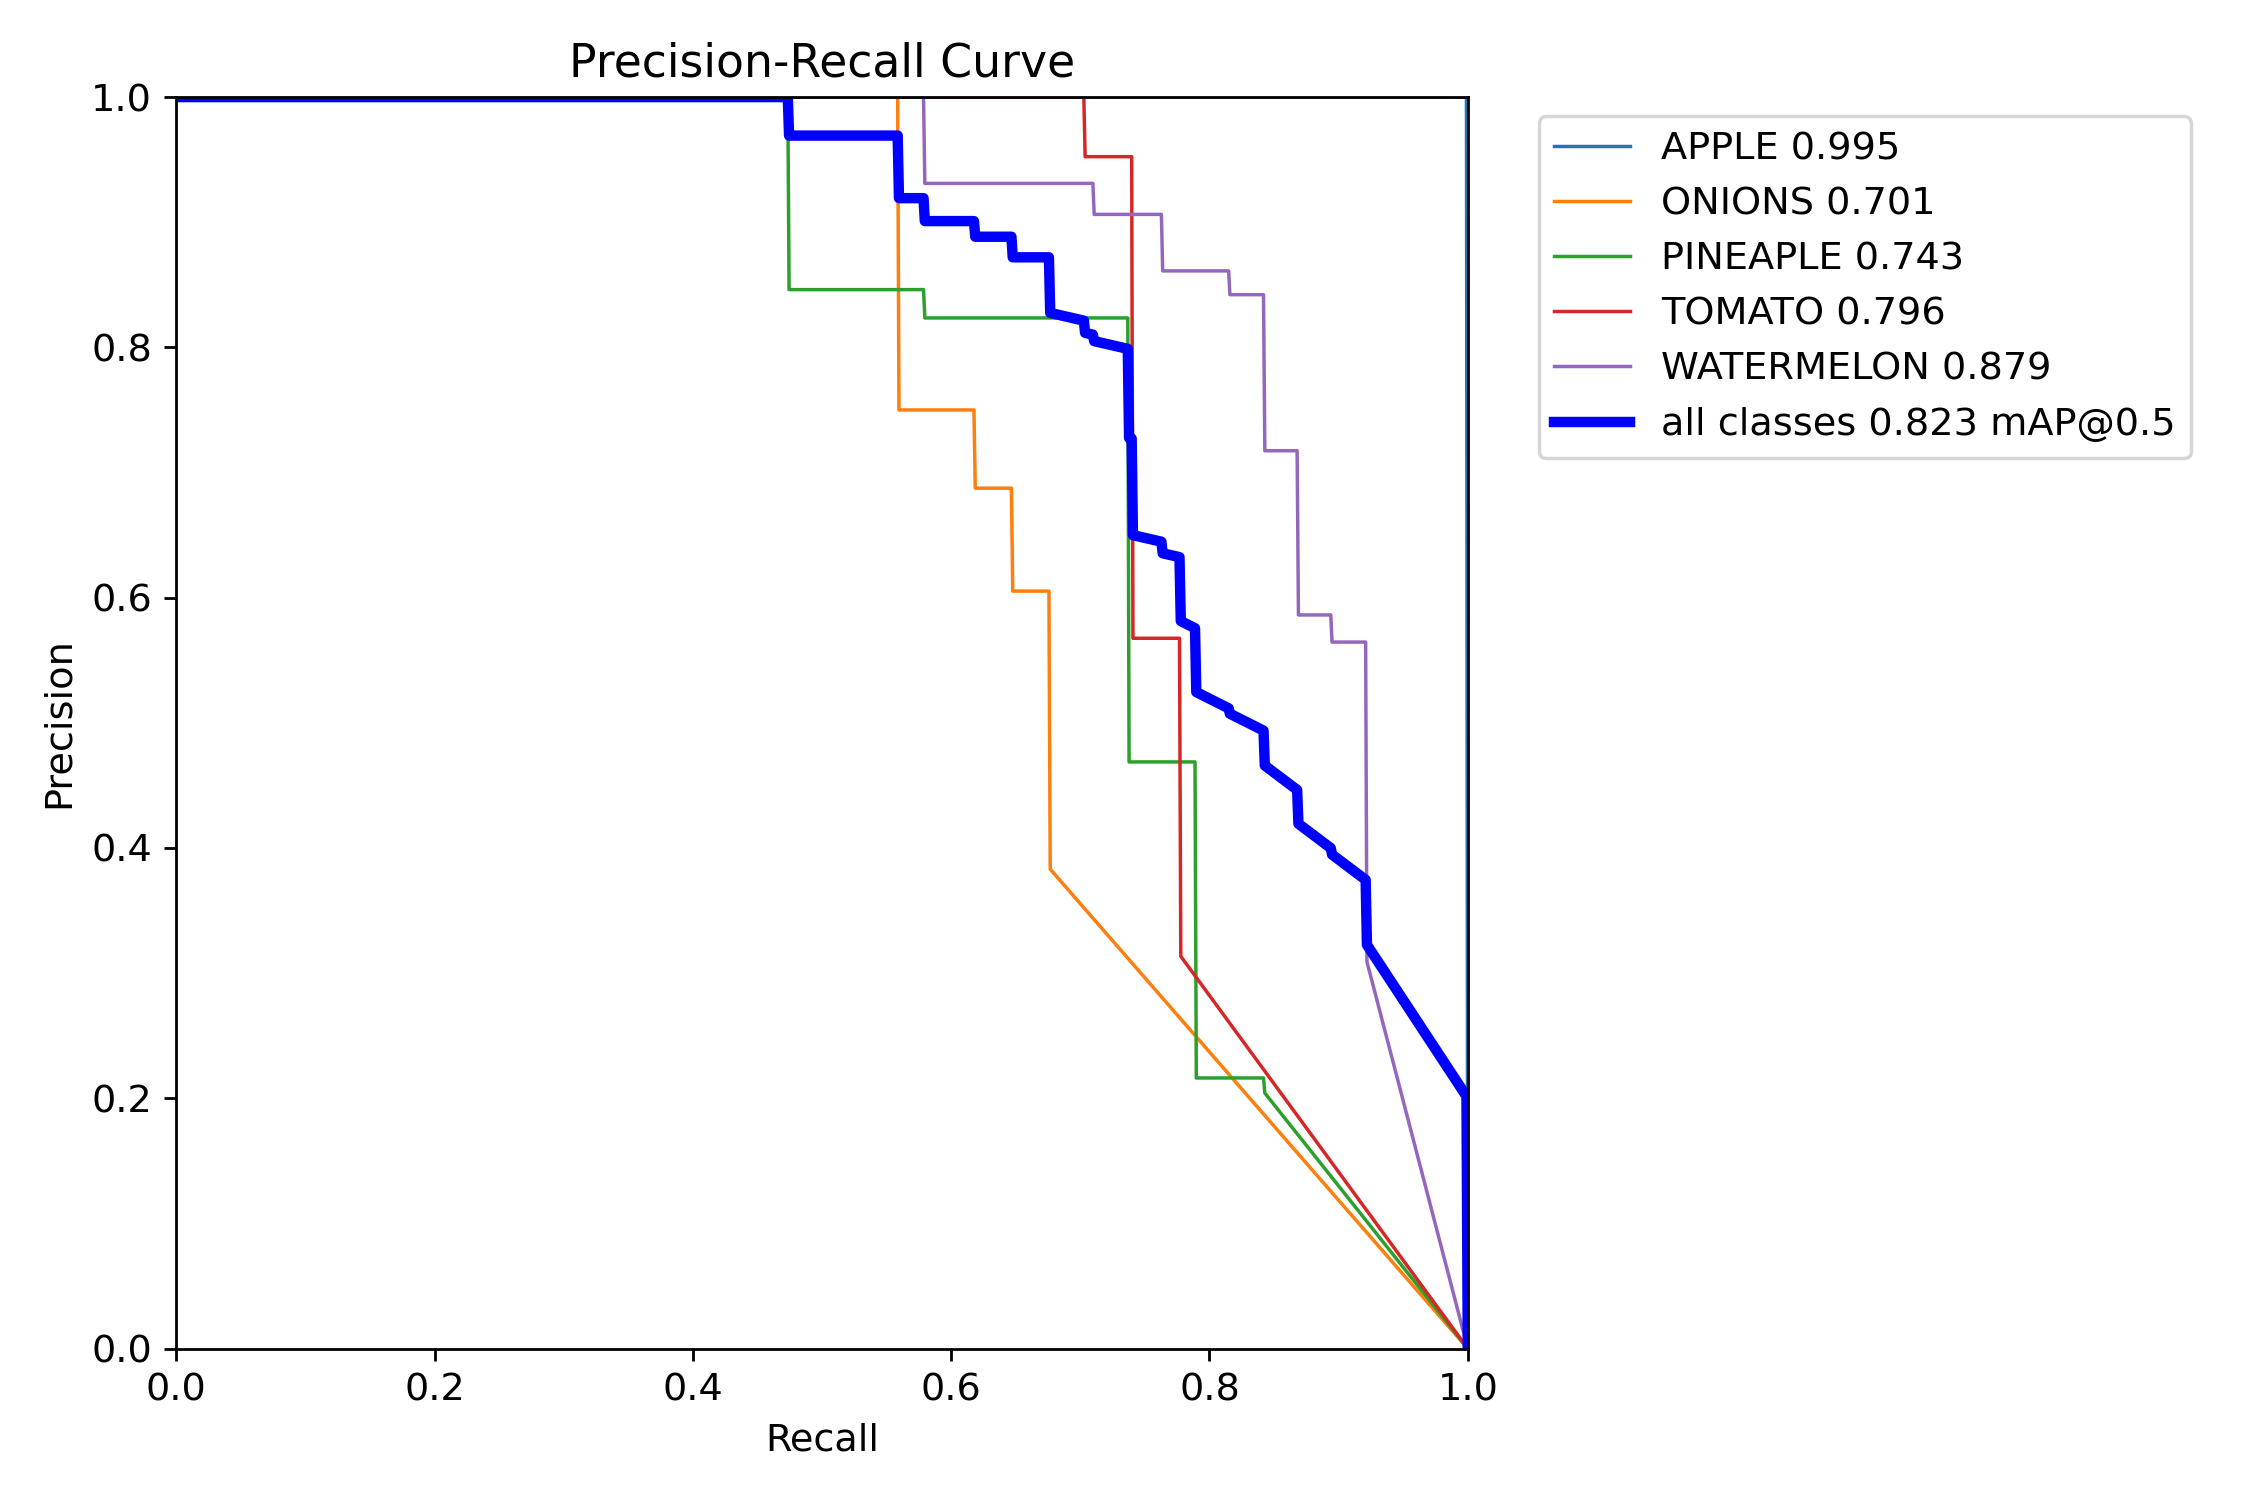 Precision-Recall Curve
1.0
0.8
0.6
0.4
0.2
0.0
Precision
0.0 0.2 0.4 0.6 0.8 1.0
Recall
APPLE 0.995
ONIONS 0.701
PINEAPLE 0.743
TOMATO 0.796
WATERMELON 0.879
all classes 0.823 mAP@0.5